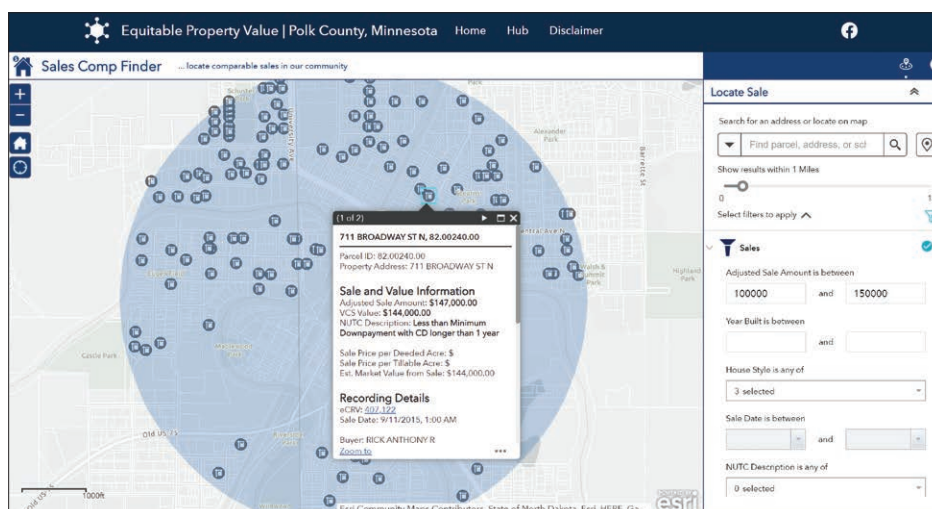 Equitable Property Value | Polk County, Minnesota Home Hub Disclaimer
Sales Comp Finder ... locate comparable sales in our community
Locate Sale
Search for an address or locate on map
Find parcel, address, or scl
Show results within 1 Miles
0
Select filters to apply
Sales
Adjusted Sale Amount is between
100000 and 150000
Year Built is between
and
House Style is any of
3 selected
Sale Date is between
and
NUTC Description is any of
0 selected
Alexander
Park
Barrette St
University Ave
Highland
Park
Castle Park
Old US 75
(1 of 2)
711 BROADWAY ST N, 82.00240.00
Parcel ID: 82.00240.00
Property Address: 711 BROADWAY ST N
Sale and Value Information
Adjusted Sale Amount: $147,000.00
VCS Value: $144,000.00
NUTC Description: Less than Minimum
Downpayment with CD longer than 1 year
Sale Price per Deeded Acre: $
Sale Price per Tillable Acre: $
Est. Market Value from Sale: $144,000.00
Recording Details
eCRV: 407,122
Sale Date: 9/11/2015, 1:00 AM
Buyer: RICK ANTHONY R
Zoom to
1000ft
Esri Community Maps Contributors, State of North Dakota, Esri, HERE, Ga
esri